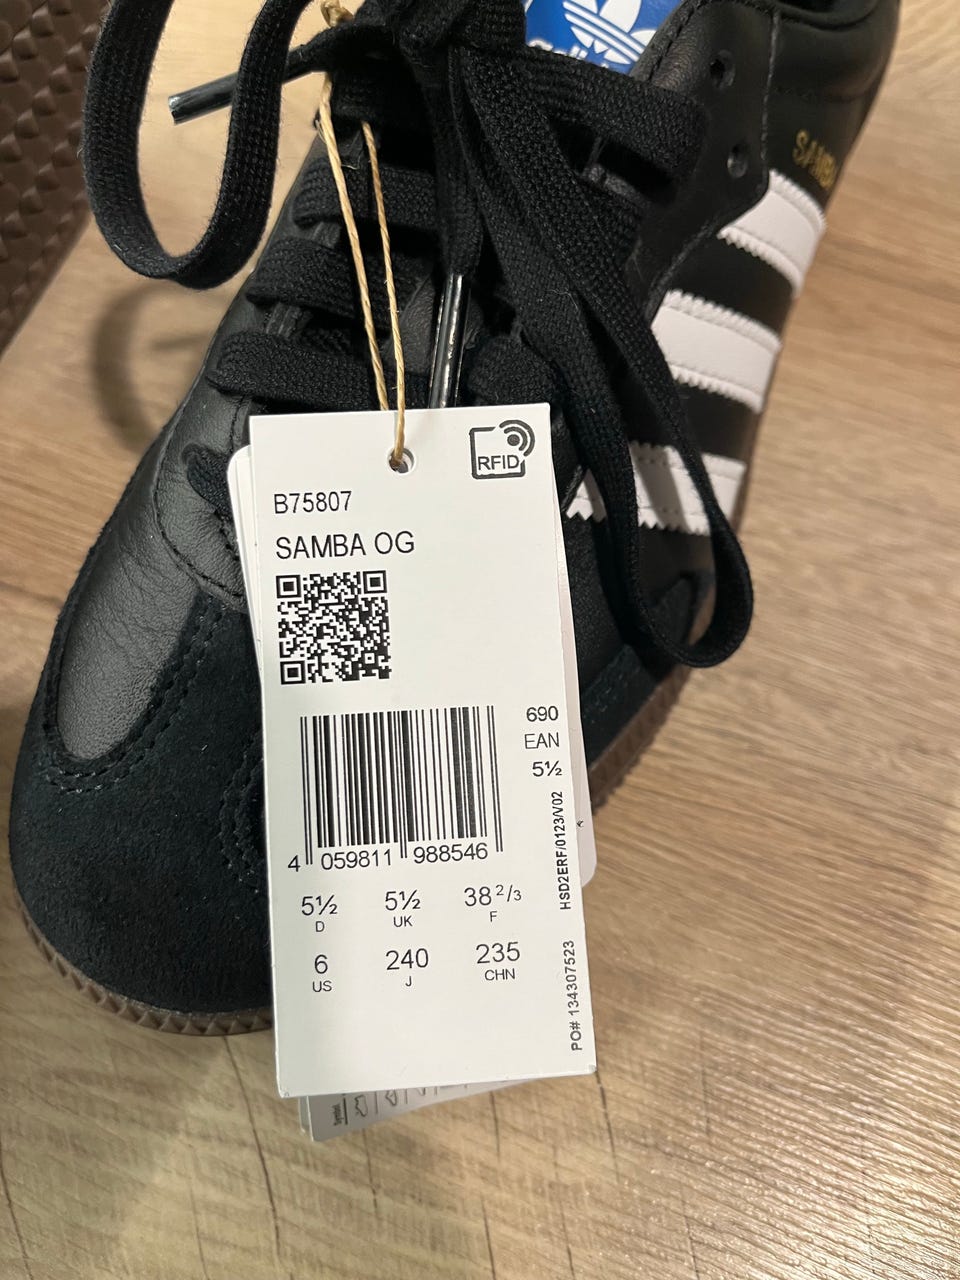 SAMBA
RFID
B75807
SAMBA OG
690
EAN
5½
4 059811 988546
5½ 5½ 38 2/3
D UK F
6 240 235
US J CHN
HSD2ERF/0123/V02
PO# 134307523